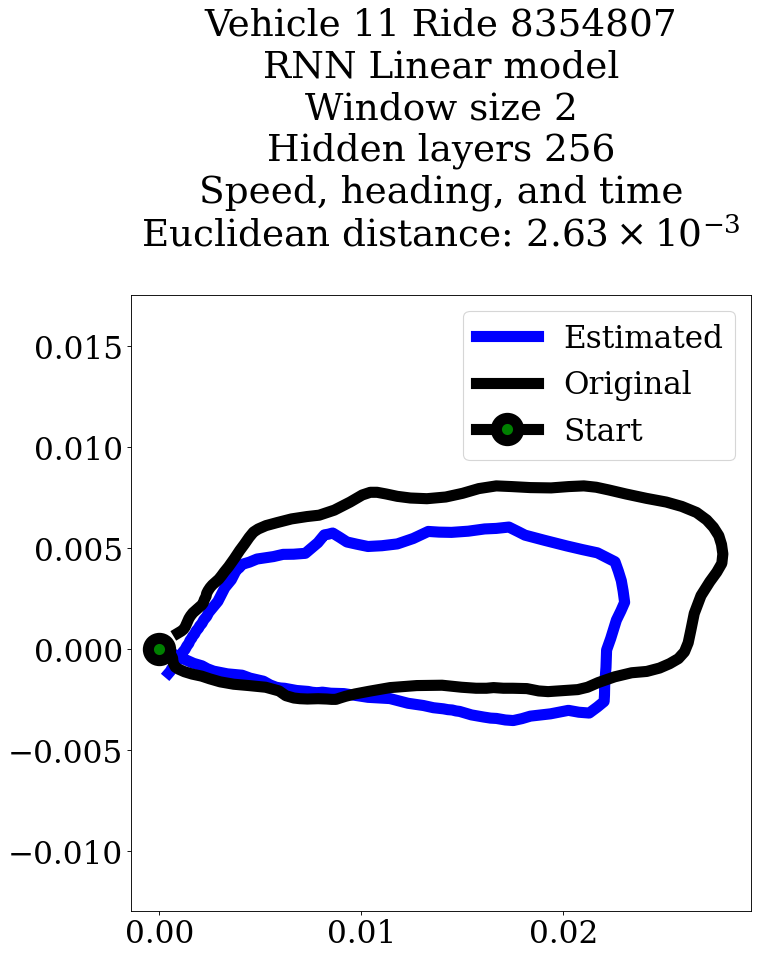 Vehicle 11 Ride 8354807
RNN Linear model
Window size 2
Hidden layers 256
Speed, heading, and time
Euclidean distance: 2.63 × 10⁻³
Estimated
Original
Start
0.015
0.010
0.005
0.000
−0.005
−0.010
0.00 0.01 0.02